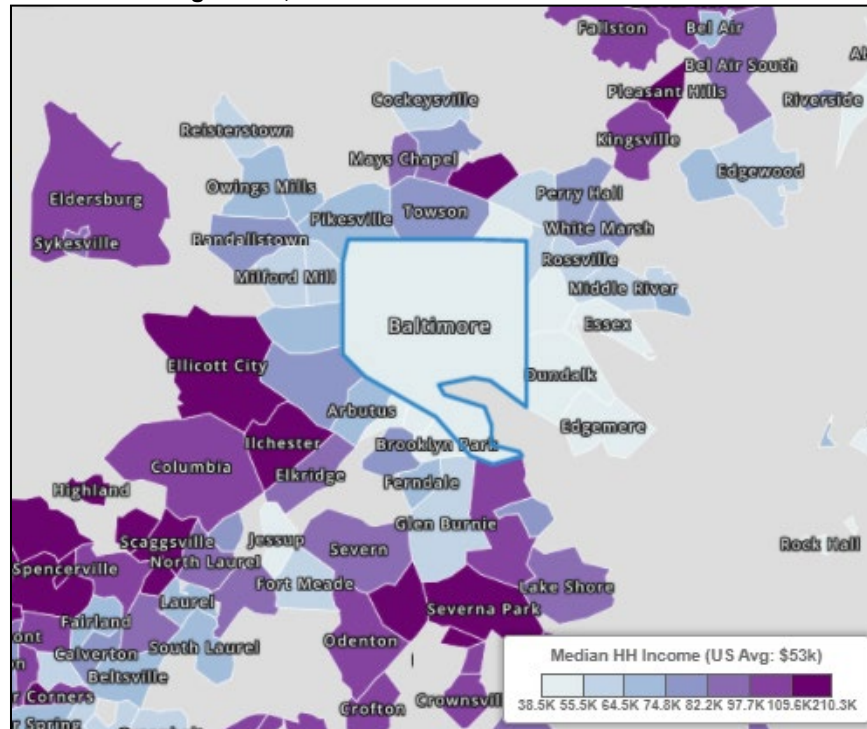 Fallston
Bel Air
Bel Air South
Pleasant Hills
Riverside
Cockeysville
Reisterstown
Kingsville
Mays Chapel
Edgewood
Owings Mills
Perry Hall
Eldersburg
Pikesville
Towson
White Marsh
Sykesville
Randallstown
Rossville
Milford Mill
Middle River
Baltimore
Essex
Ellicott City
Dundalk
Arbutus
Edgemere
Ilchester
Brooklyn Park
Columbia
Elkridge
Ferndale
Highland
Glen Burnie
Scaggsville
Jessup
Severn
Rock Hall
Spencerville
North Laurel
Fort Meade
Lake Shore
Laurel
Severna Park
Fairland
ont
South Laurel
Odenton
Calverton
on
Beltsville
r Corners
Crownsvil
Crofton
r Spring
Median HH Income (US Avg: $53k)
38.5K 55.5K 64.5K 74.8K 82.2K 97.7K 109.6K 210.3K